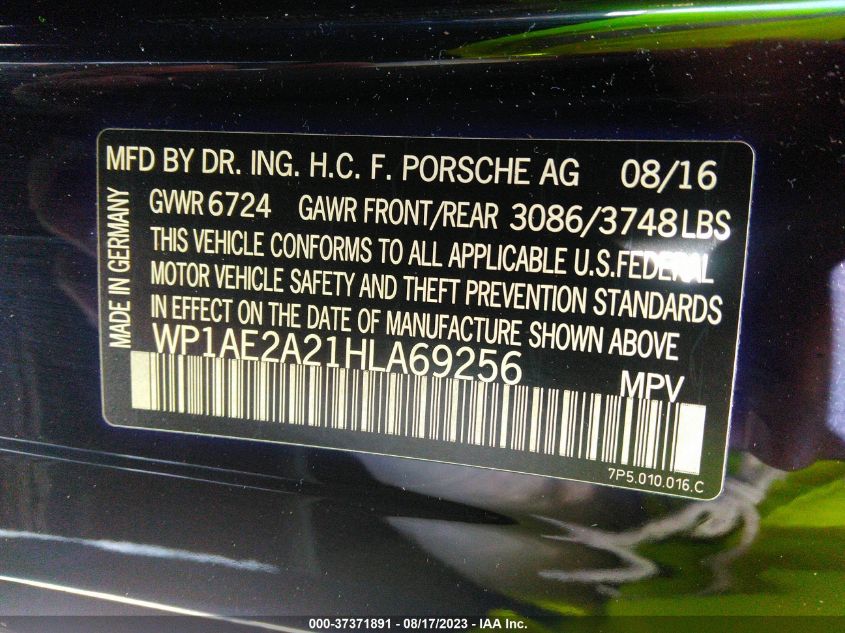 MFD BY DR. ING. H.C. F. PORSCHE AG 08/16
GVWR 6724 GAWR FRONT/REAR 3086/3748 LBS
THIS VEHICLE CONFORMS TO ALL APPLICABLE U.S.FEDERAL
MOTOR VEHICLE SAFETY AND THEFT PREVENTION STANDARDS
IN EFFECT ON THE DATE OF MANUFACTURE SHOWN ABOVE
WP1AE2A21HLA69256 MPV
MADE IN GERMANY
7P5.010.016.C
000-37371891 - 08/17/2023 - IAA Inc.